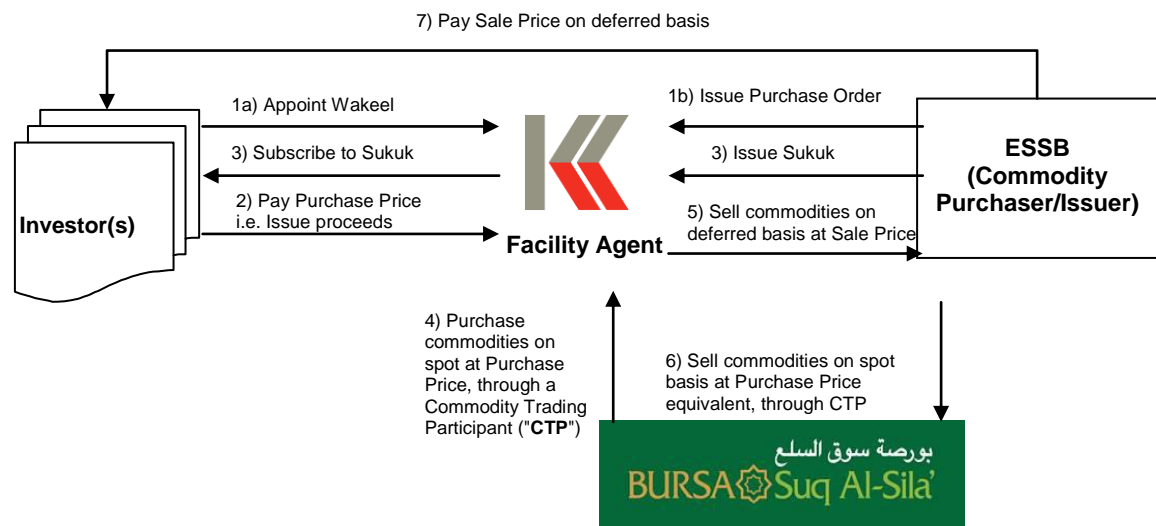 7) Pay Sale Price on deferred basis
1a) Appoint Wakeel
1b) Issue Purchase Order
3) Subscribe to Sukuk
3) Issue Sukuk
2) Pay Purchase Price
i.e. Issue proceeds
Investor(s)
Facility Agent
5) Sell commodities on
deferred basis at Sale Price
ESSB
(Commodity
Purchaser/Issuer)
4) Purchase
commodities on
spot at Purchase
Price, through a
Commodity Trading
Participant ("CTP")
6) Sell commodities on spot
basis at Purchase Price
equivalent, through CTP
بورصة سوق السلع
BURSA Suq Al-Sila'